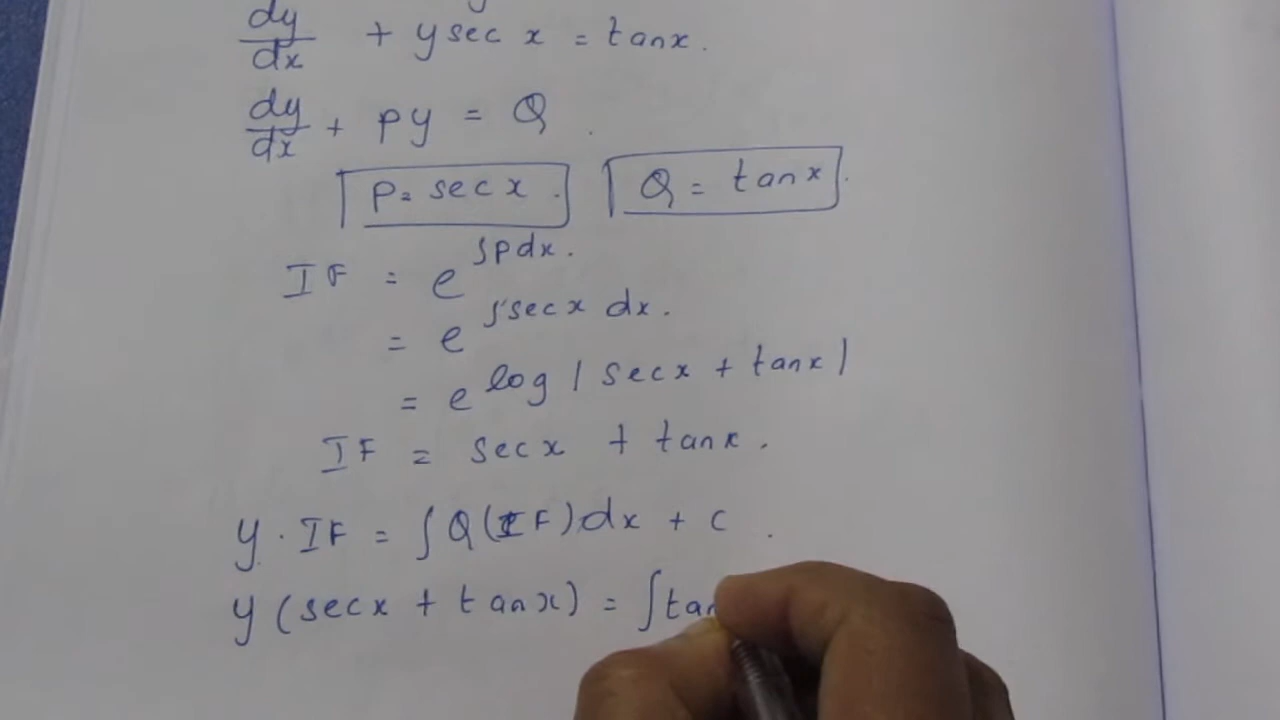 dy/dx + y sec x = tan x.
dy/dx + py = Q.
P = sec x. Q = tan x.
IF = e^∫pdx.
= e^∫sec x dx.
= e^log |sec x + tan x|
IF = sec x + tan x.
y · IF = ∫Q(IF)dx + c.
y (sec x + tan x) = ∫tan